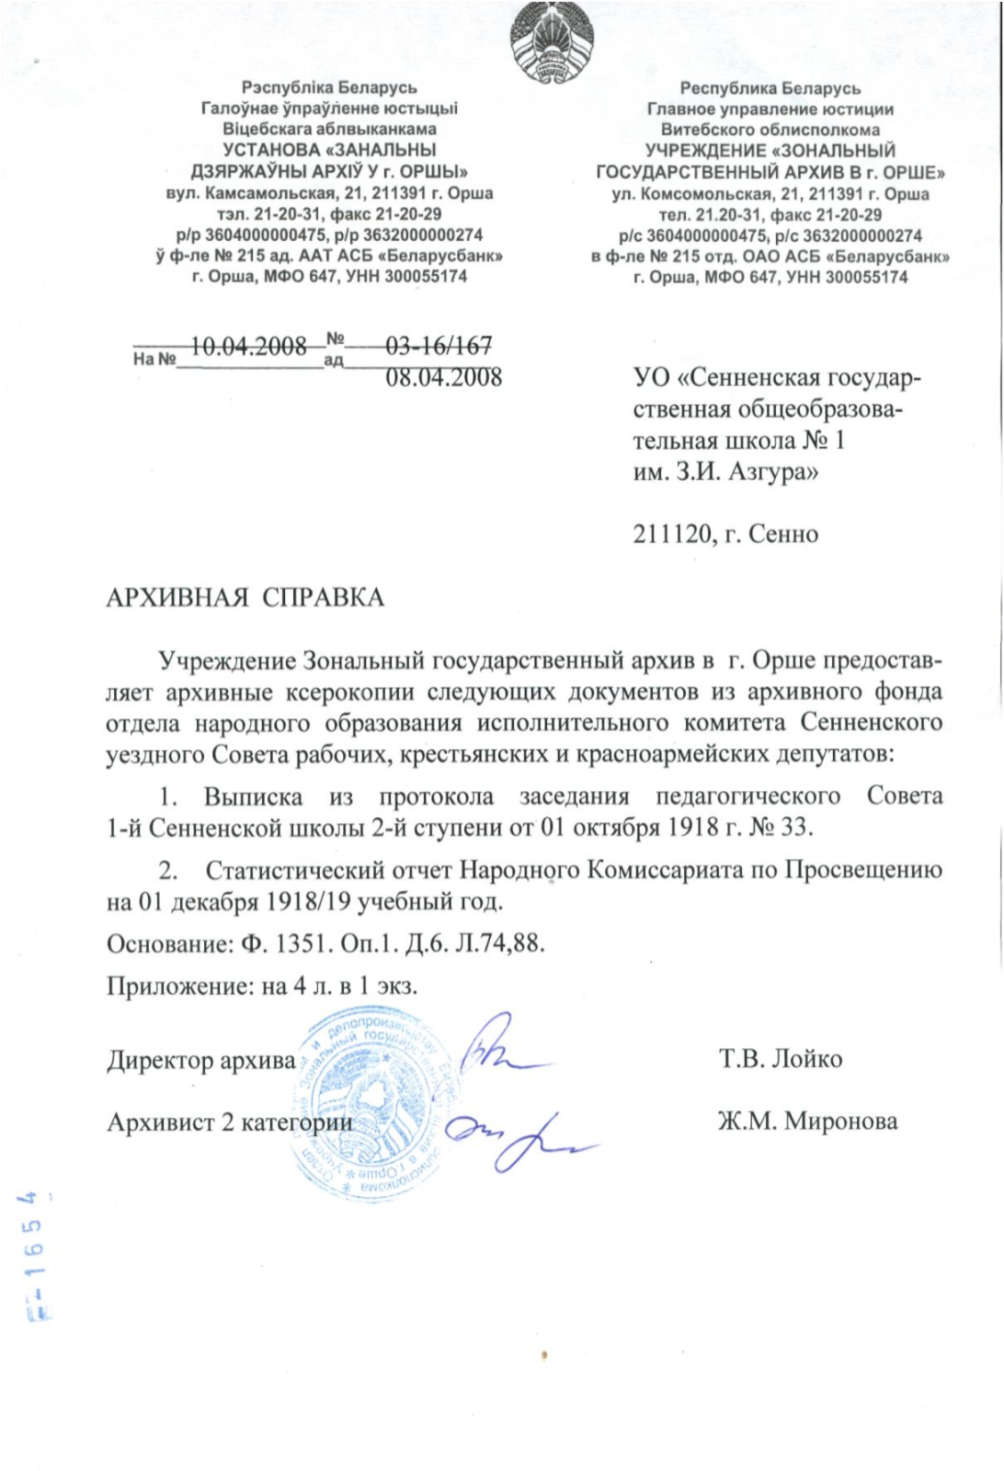 Рэспубліка Беларусь
Галоўнае ўпраўленне юстыцыі
Віцебскага аблвыканкама
УСТАНОВА «ЗАНАЛЬНЫ
ДЗЯРЖАЎНЫ АРХІЎ У г. ОРШЫ»
вул. Камсамольская, 21, 211391 г. Орша
тэл. 21-20-31, факс 21-20-29
р/р 3604000000475, р/р 3632000000274
ў ф-ле № 215 ад. ААТ АСБ «Беларусбанк»
г. Орша, МФО 647, УНН 300055174
Республика Беларусь
Главное управление юстиции
Витебского облисполкома
УЧРЕЖДЕНИЕ «ЗОНАЛЬНЫЙ
ГОСУДАРСТВЕННЫЙ АРХИВ В г. ОРШЕ»
ул. Комсомольская, 21, 211391 г. Орша
тел. 21.20-31, факс 21-20-29
р/с 3604000000475, р/с 3632000000274
в ф-ле № 215 отд. ОАО АСБ «Беларусбанк»
г. Орша, МФО 647, УНН 300055174
10.04.2008 № 03-16/167
На № ад
08.04.2008
УО «Сенненская государ-
ственная общеобразова-
тельная школа № 1
им. З.И. Азгура»
211120, г. Сенно
АРХИВНАЯ СПРАВКА
Учреждение Зональный государственный архив в г. Орше предостав-
ляет архивные ксерокопии следующих документов из архивного фонда
отдела народного образования исполнительного комитета Сенненского
уездного Совета рабочих, крестьянских и красноармейских депутатов:
1. Выписка из протокола заседания педагогического Совета
1-й Сенненской школы 2-й ступени от 01 октября 1918 г. № 33.
2. Статистический отчет Народного Комиссариата по Просвещению
на 01 декабря 1918/19 учебный год.
Основание: Ф. 1351. Оп.1. Д.6. Л.74,88.
Приложение: на 4 л. в 1 экз.
Директор архива Т.В. Лойко
Архивист 2 категории Ж.М. Миронова
1654